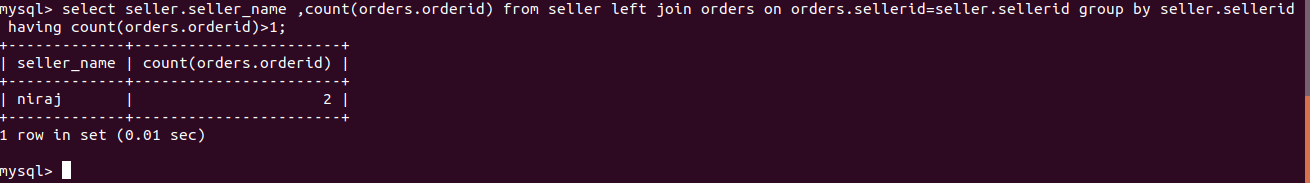 mysql> select seller.seller_name ,count(orders.orderid) from seller left join orders on orders.sellerid=seller.sellerid group by seller.sellerid
 having count(orders.orderid)>1;
+-------------+-----------------------+
| seller_name | count(orders.orderid) |
+-------------+-----------------------+
| niraj       |                     2 |
+-------------+-----------------------+
1 row in set (0.01 sec)
mysql>